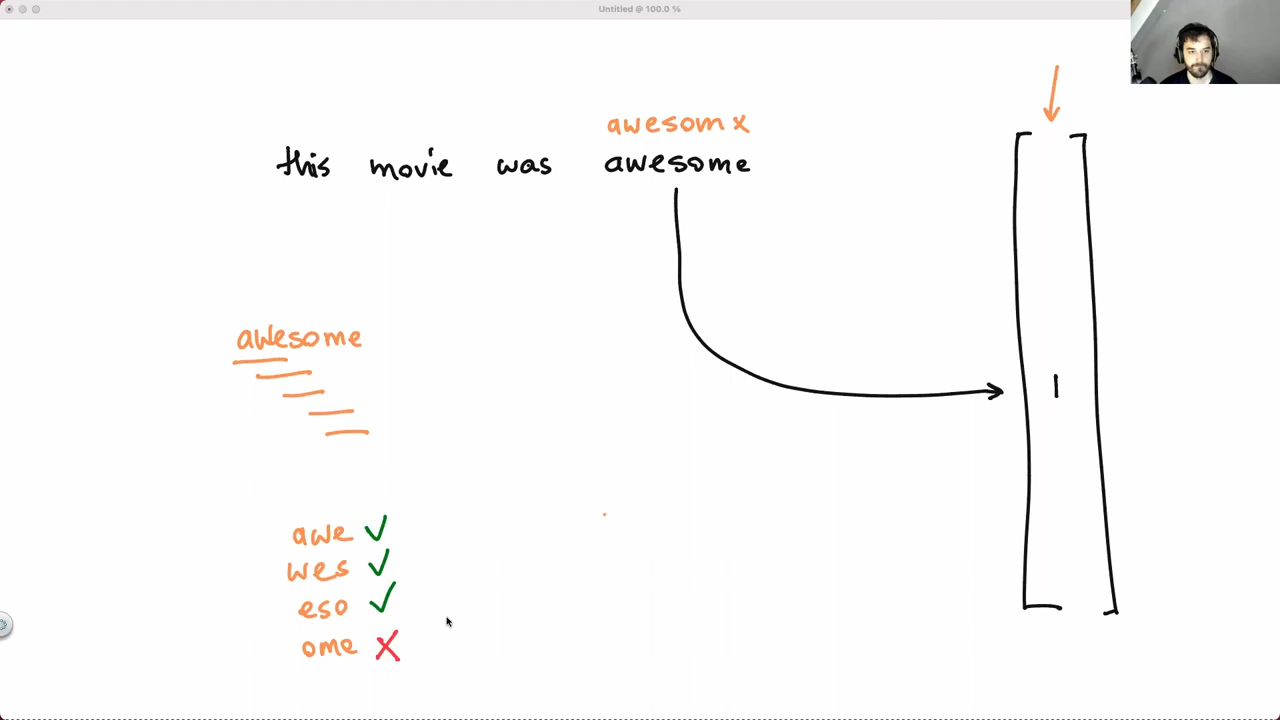 Untitled @ 100.0 %
awesomx
this movie was awesome
awesome
awe ✓
wes ✓
eso ✓
ome X
1